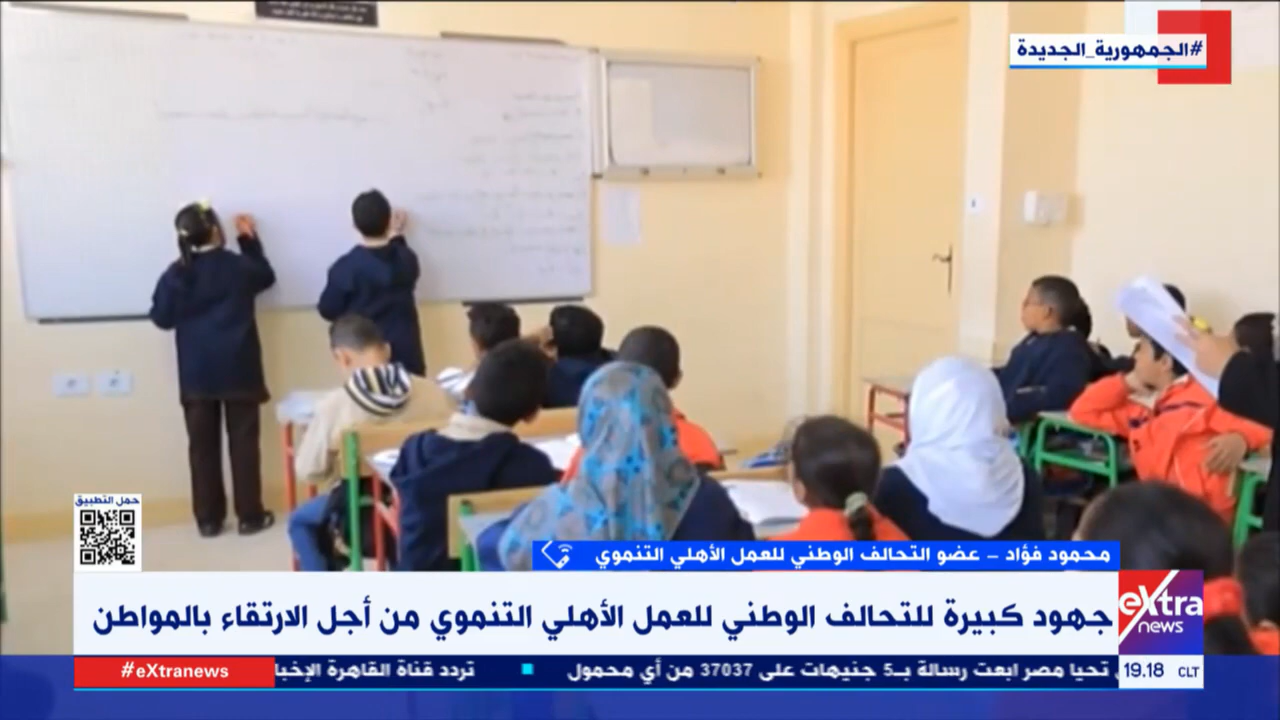 #الجمهورية_الجديدة
حمل التطبيق
محمود فؤاد – عضو التحالف الوطني للعمل الأهلي التنموي
جهود كبيرة للتحالف الوطني للعمل الأهلي التنموي من أجل الارتقاء بالمواطن
eXtra
news
#eXtranews
تحيا مصر ابعت رسالة بـ5 جنيهات على 37037 من أي محمول ■ تردد قناة القاهرة الإخبا
19.18 CLT